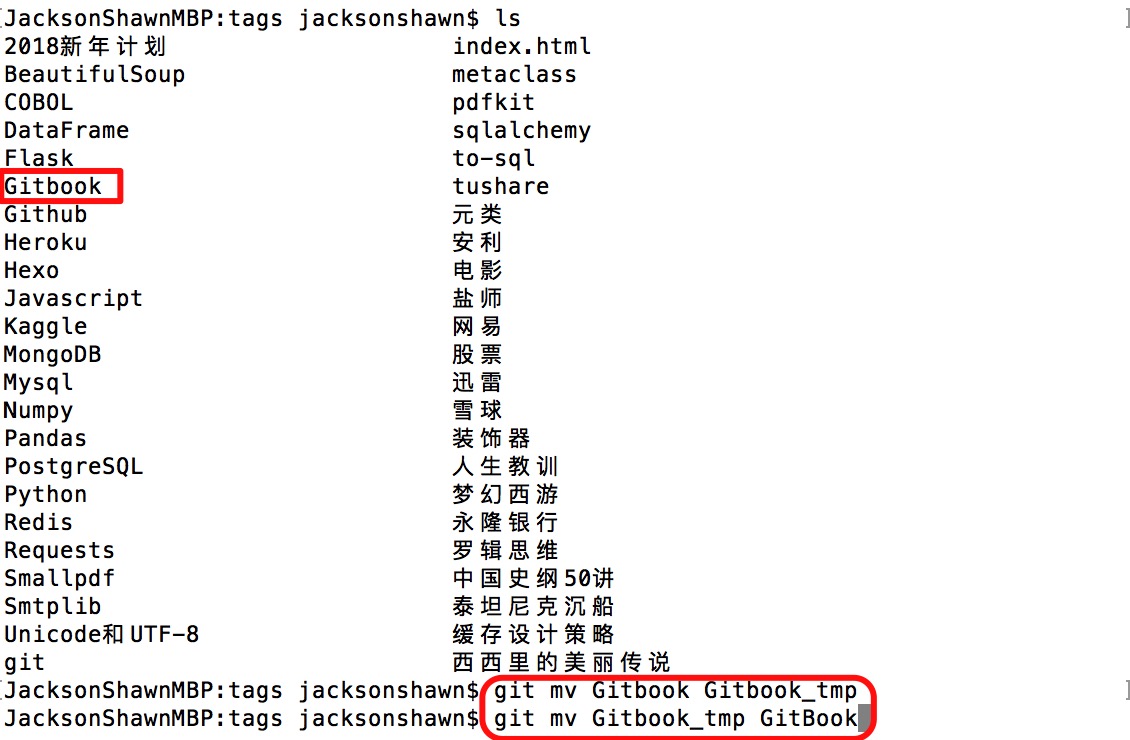 JacksonShawnMBP:tags jacksonshawn$ ls
2018新年计划 index.html
BeautifulSoup metaclass
COBOL pdfkit
DataFrame sqlalchemy
Flask to-sql
Gitbook tushare
Github 元类
Heroku 安利
Hexo 电影
Javascript 盐师
Kaggle 网易
MongoDB 股票
Mysql 迅雷
Numpy 雪球
Pandas 装饰器
PostgreSQL 人生教训
Python 梦幻西游
Redis 永隆银行
Requests 罗辑思维
Smallpdf 中国史纲50讲
Smtplib 泰坦尼克沉船
Unicode和UTF-8 缓存设计策略
git 西西里的美丽传说
JacksonShawnMBP:tags jacksonshawn$ git mv Gitbook Gitbook_tmp
JacksonShawnMBP:tags jacksonshawn$ git mv Gitbook_tmp GitBook